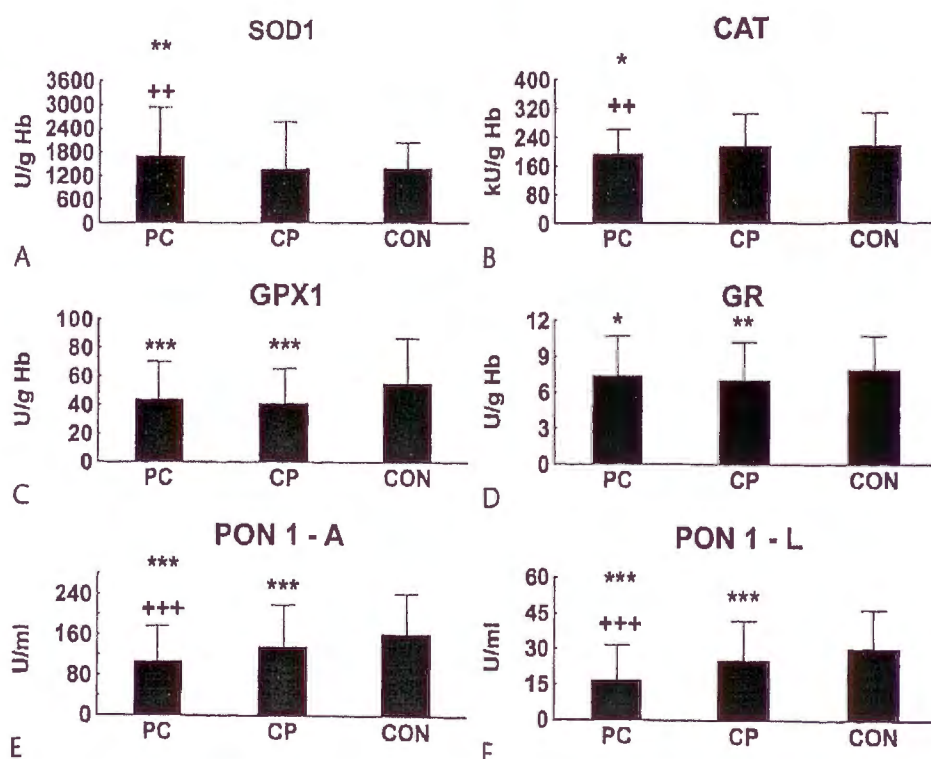 SOD1
**
++
3600
3000
2400
1800
1200
600
0
U/g Hb
PC CP CON
A
CAT
*
++
400
320
240
160
80
0
kU/g Hb
PC CP CON
B
GPX1
*** ***
100
80
60
40
20
0
U/g Hb
PC CP CON
C
GR
* **
12
9
6
3
0
U/g Hb
PC CP CON
D
PON 1 - A
*** ***
+++
240
160
80
0
U/ml
PC CP CON
E
PON 1 - L
*** ***
+++
60
45
30
15
0
U/ml
PC CP CON
F